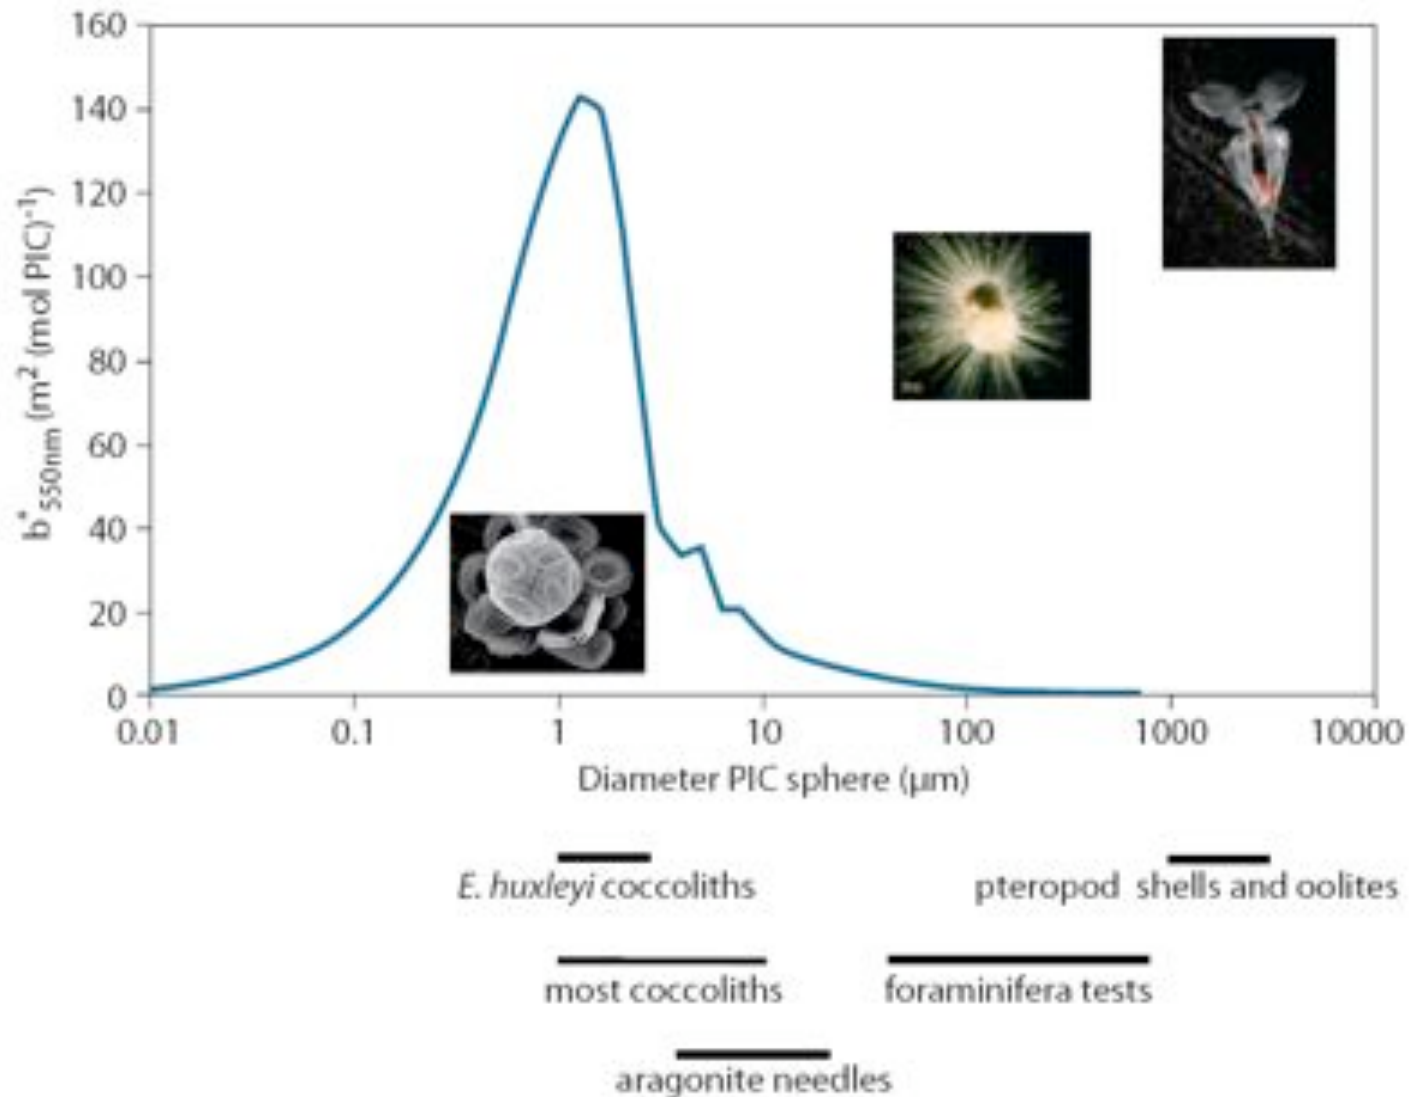 160
140
120
100
80
60
40
20
0
b*550nm (m² (mol PIC)⁻¹)
0.01 0.1 1 10 100 1000 10000
Diameter PIC sphere (µm)
E. huxleyi coccoliths
pteropod shells and oolites
most coccoliths
foraminifera tests
aragonite needles